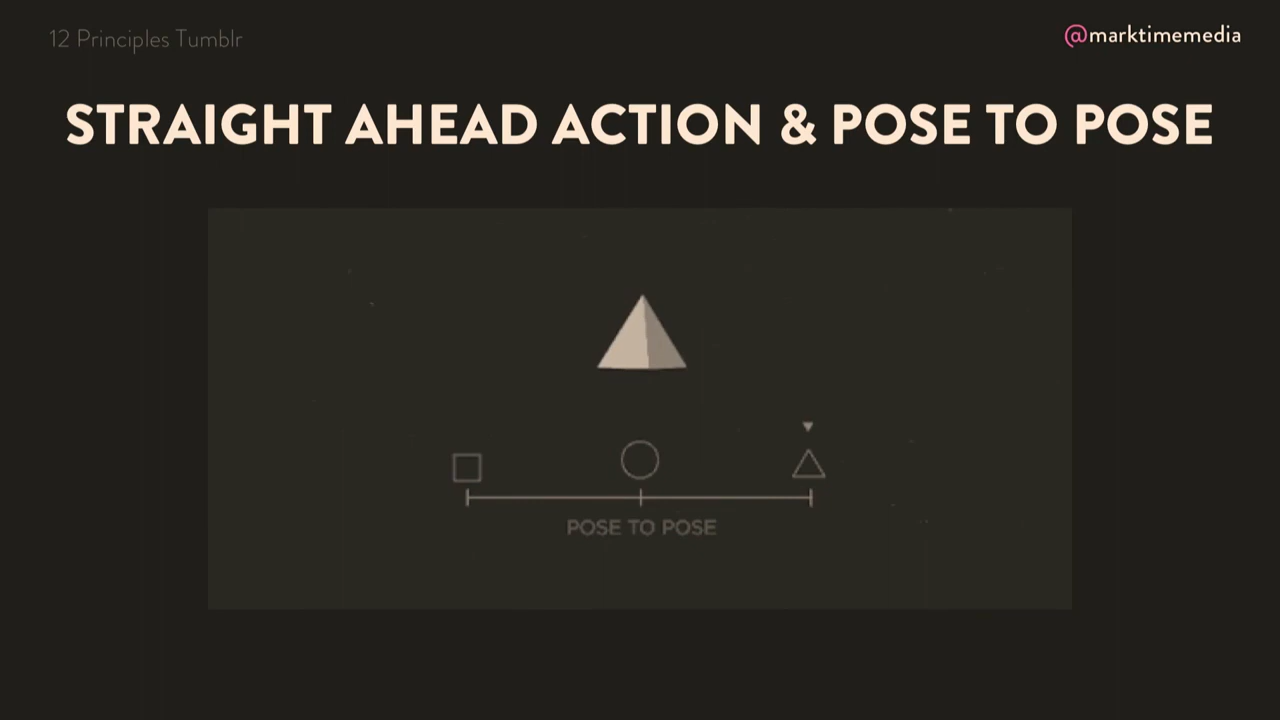 12 Principles Tumblr
@marktimemedia
STRAIGHT AHEAD ACTION & POSE TO POSE
POSE TO POSE